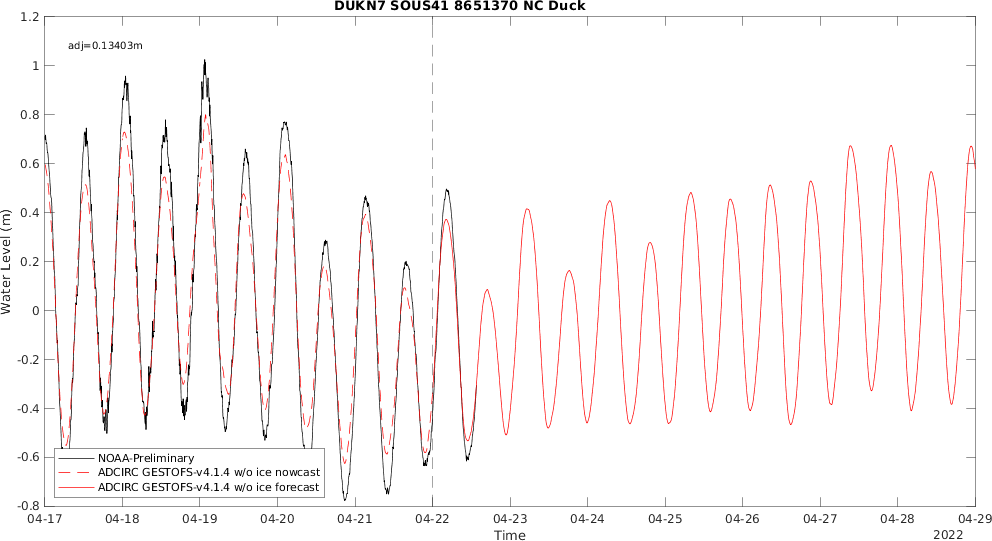 DUKN7 SOUS41 8651370 NC Duck
adj=0.13403m
1.2
1
0.8
0.6
0.4
0.2
0
-0.2
-0.4
-0.6
-0.8
Water Level (m)
NOAA-Preliminary
ADCIRC GESTOFS-v4.1.4 w/o ice nowcast
ADCIRC GESTOFS-v4.1.4 w/o ice forecast
04-17 04-18 04-19 04-20 04-21 04-22 04-23 04-24 04-25 04-26 04-27 04-28 04-29
Time
2022